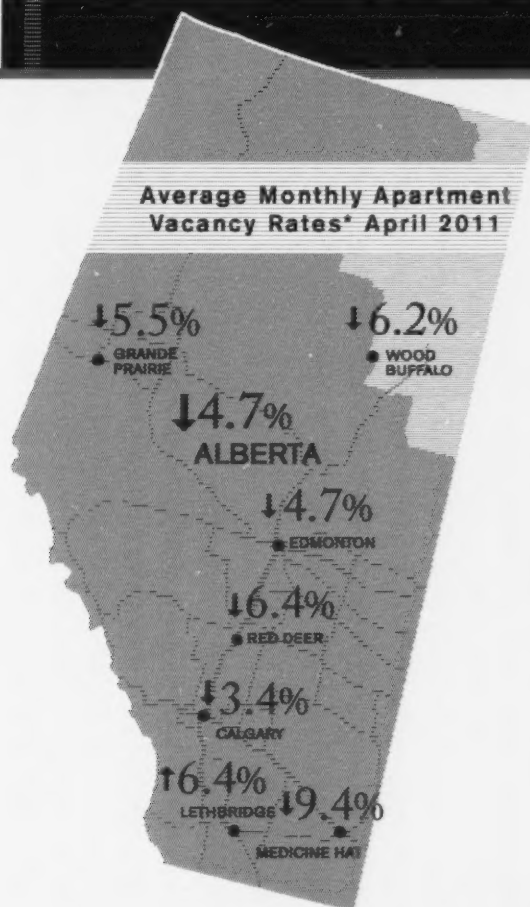 Average Monthly Apartment
Vacancy Rates* April 2011
↓5.5%
GRANDE
PRAIRIE
↓6.2%
WOOD
BUFFALO
↓4.7%
ALBERTA
↓4.7%
EDMONTON
↓6.4%
RED DEER
↓3.4%
CALGARY
↑6.4%
LETHBRIDGE
↓9.4%
MEDICINE HAT